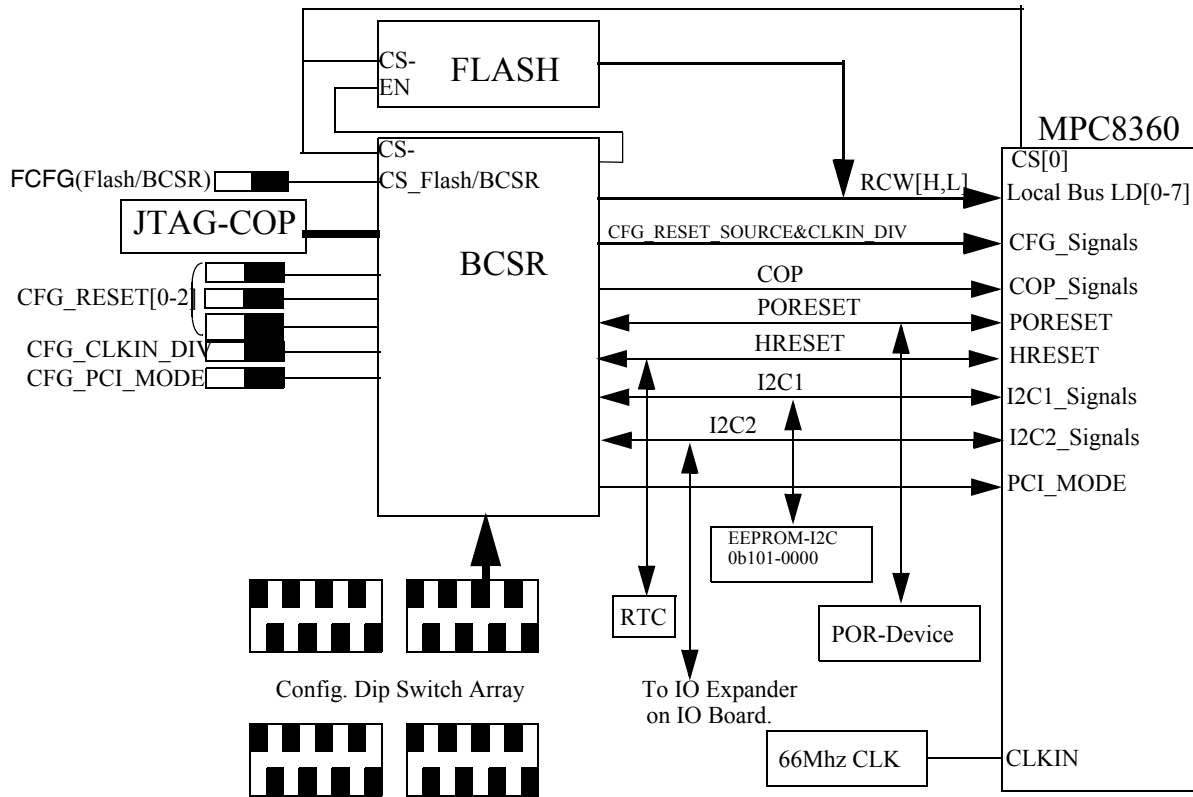 CS-
EN
FLASH
MPC8360
CS-
CS[0]
FCFG(Flash/BCSR)
CS_Flash/BCSR
RCW[H,L]
Local Bus LD[0-7]
JTAG-COP
CFG_RESET_SOURCE&CLKIN_DIV
CFG_Signals
BCSR
COP
COP_Signals
CFG_RESET[0-2]
PORESET
PORESET
HRESET
HRESET
CFG_CLKIN_DIV
CFG_PCI_MODE
I2C1
I2C1_Signals
I2C2
I2C2_Signals
PCI_MODE
EEPROM-I2C
0b101-0000
RTC
POR-Device
Config. Dip Switch Array
To IO Expander
on IO Board.
66Mhz CLK
CLKIN